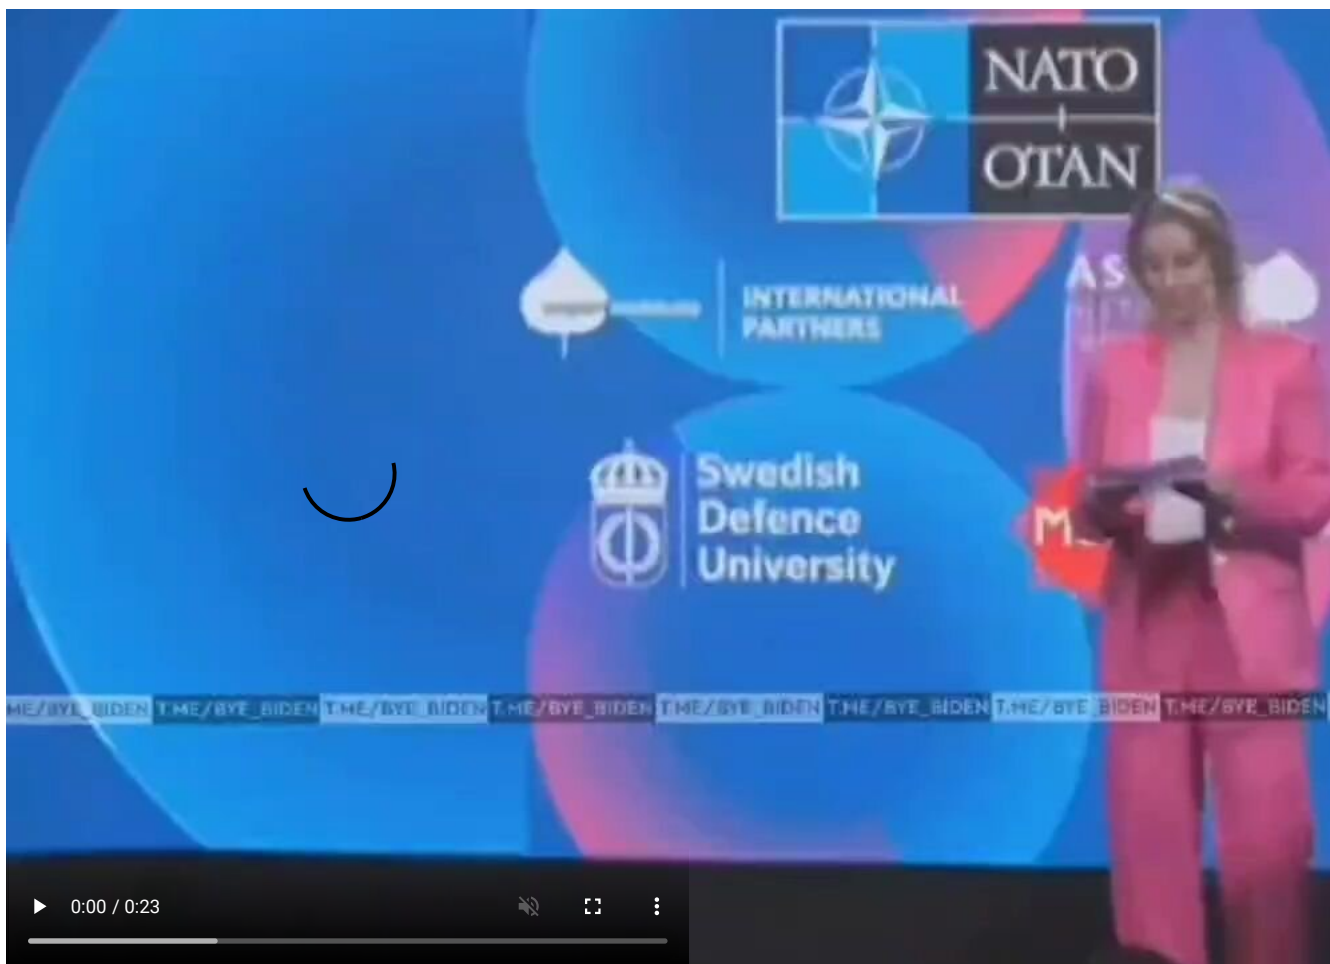 NATO
OTAN
INTERNATIONAL
PARTNERS
AS
Swedish
Defence
University
M
ME/BYE_BIDEN T.ME/BYE_BIDEN T.ME/BYE_BIDEN T.ME/BYE_BIDEN T.ME/BYE_BIDEN T.ME/BYE_BIDEN T.ME/BYE_BIDEN T.ME/BYE_BIDEN
0:00 / 0:23